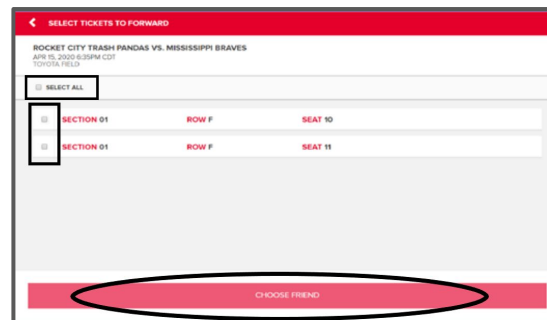 SELECT TICKETS TO FORWARD
ROCKET CITY TRASH PANDAS VS. MISSISSIPPI BRAVES
APR 15, 2020 6:35PM CDT
TOYOTA FIELD
SELECT ALL
SECTION 01 ROW F SEAT 10
SECTION 01 ROW F SEAT 11
CHOOSE FRIEND